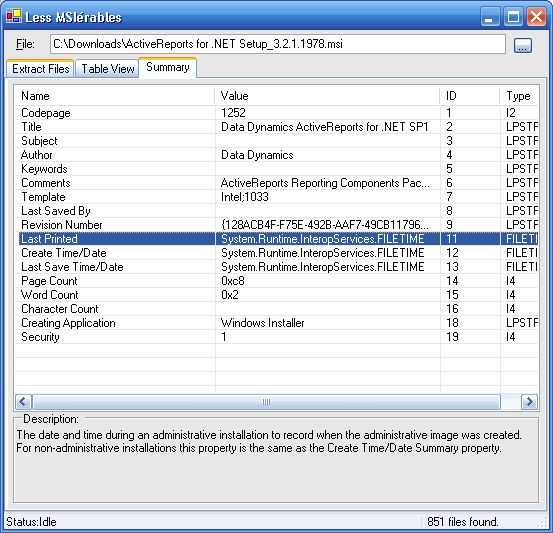 Less MSIérables
File: C:\Downloads\ActiveReports for .NET Setup_3.2.1.1978.msi ...
Extract Files Table View Summary
Name Value ID Type
Codepage 1252 1 I2
Title Data Dynamics ActiveReports for .NET SP1 2 LPSTF
Subject 3 LPSTF
Author Data Dynamics 4 LPSTF
Keywords 5 LPSTF
Comments ActiveReports Reporting Components Pac... 6 LPSTF
Template Intel;1033 7 LPSTF
Last Saved By 8 LPSTF
Revision Number {128ACB4F-F75E-492B-AAF7-49CB11796... 9 LPSTF
Last Printed System.Runtime.InteropServices.FILETIME 11 FILETI
Create Time/Date System.Runtime.InteropServices.FILETIME 12 FILETI
Last Save Time/Date System.Runtime.InteropServices.FILETIME 13 FILETI
Page Count 0xc8 14 I4
Word Count 0x2 15 I4
Character Count 16 I4
Creating Application Windows Installer 18 LPSTF
Security 1 19 I4
Description:
The date and time during an administrative installation to record when the administrative image was created.
For non-administrative installations this property is the same as the Create Time/Date Summary property.
Status:Idle 851 files found.